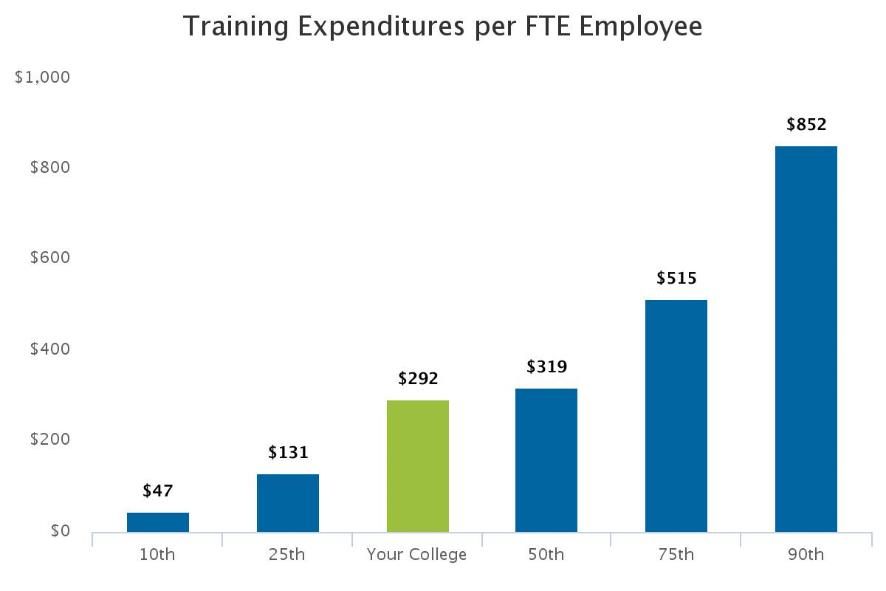 Training Expenditures per FTE Employee
$1,000
$800
$600
$400
$200
$0
$47
$131
$292
$319
$515
$852
10th
25th
Your College
50th
75th
90th